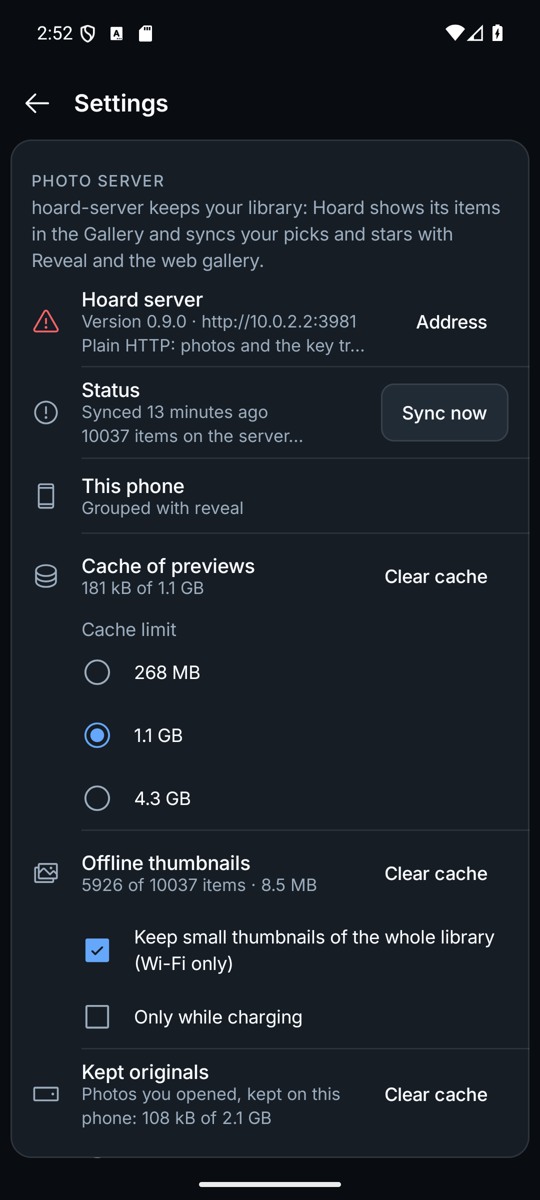 2:52
Settings
PHOTO SERVER
hoard-server keeps your library: Hoard shows its items
in the Gallery and syncs your picks and stars with
Reveal and the web gallery.
Hoard server
Version 0.9.0 · http://10.0.2.2:3981
Plain HTTP: photos and the key tr…
Address
Status
Synced 13 minutes ago
10037 items on the server…
Sync now
This phone
Grouped with reveal
Cache of previews
181 kB of 1.1 GB
Clear cache
Cache limit
268 MB
1.1 GB
4.3 GB
Offline thumbnails
5926 of 10037 items · 8.5 MB
Clear cache
Keep small thumbnails of the whole library
(Wi-Fi only)
Only while charging
Kept originals
Photos you opened, kept on this
phone: 108 kB of 2.1 GB
Clear cache